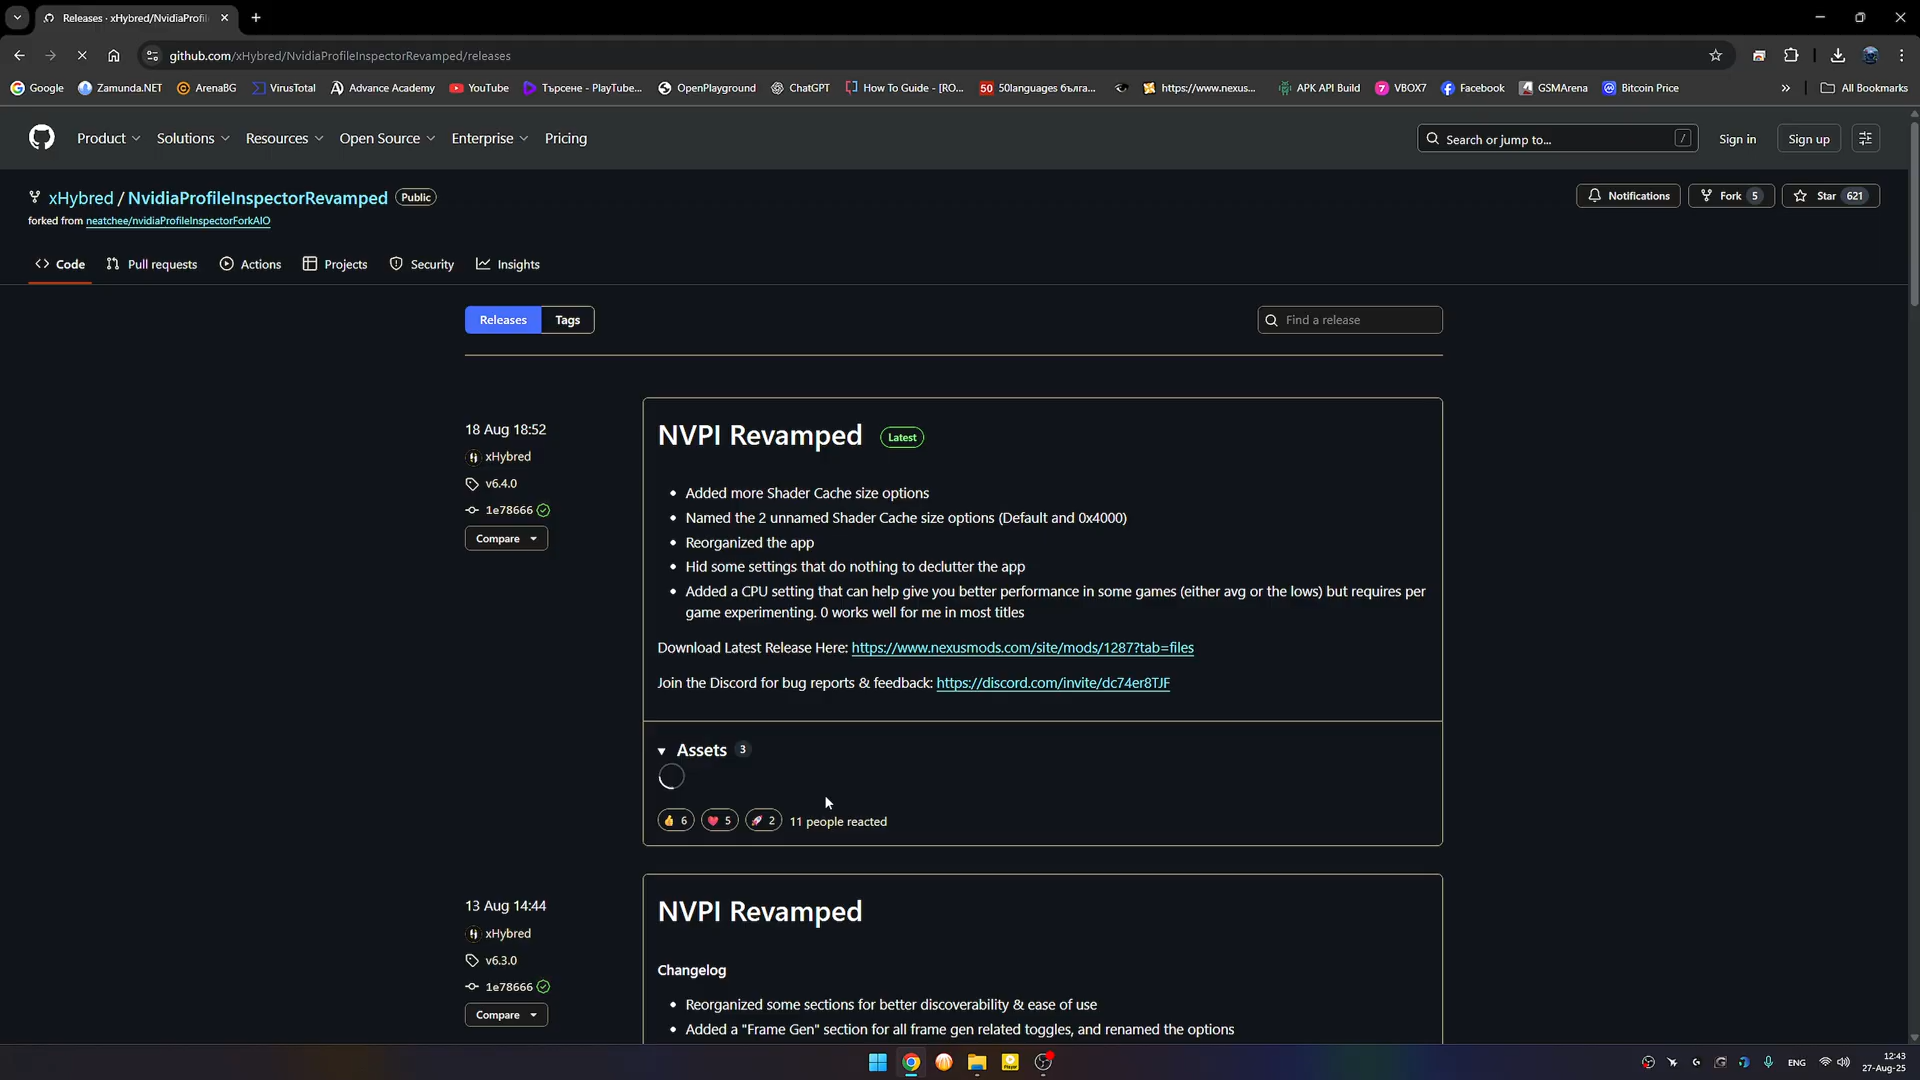 Releases · xHybred/NvidiaProfil
github.com/xHybred/NvidiaProfileInspectorRevamped/releases
Google
Zamunda.NET
ArenaBG
VirusTotal
Advance Academy
YouTube
Търсене - PlayTube...
OpenPlayground
ChatGPT
How To Guide - [RO...
50
50languages бълга...
https://www.nexus...
APK API Build
7
VBOX7
Facebook
GSMArena
Bitcoin Price
»
All Bookmarks
Product
Solutions
Resources
Open Source
Enterprise
Pricing
Search or jump to...
/
Sign in
Sign up
xHybred / NvidiaProfileInspectorRevamped
Public
forked from neatchee/nvidiaProfileInspectorForkAIO
Notifications
Fork 5
Star 621
Code
Pull requests
Actions
Projects
Security
Insights
Releases
Tags
Find a release
18 Aug 18:52
xHybred
v6.4.0
1e78666
Compare
NVPI Revamped
Latest
• Added more Shader Cache size options
• Named the 2 unnamed Shader Cache size options (Default and 0x4000)
• Reorganized the app
• Hid some settings that do nothing to declutter the app
• Added a CPU setting that can help give you better performance in some games (either avg or the lows) but requires per
game experimenting. 0 works well for me in most titles
Download Latest Release Here: https://www.nexusmods.com/site/mods/1287?tab=files
Join the Discord for bug reports & feedback: https://discord.com/invite/dc74er8TJF
Assets 3
👍 6
❤️ 5
🚀 2
11 people reacted
13 Aug 14:44
xHybred
v6.3.0
1e78666
Compare
NVPI Revamped
Changelog
• Reorganized some sections for better discoverability & ease of use
• Added a "Frame Gen" section for all frame gen related toggles, and renamed the options
ENG
12:43
27-Aug-25